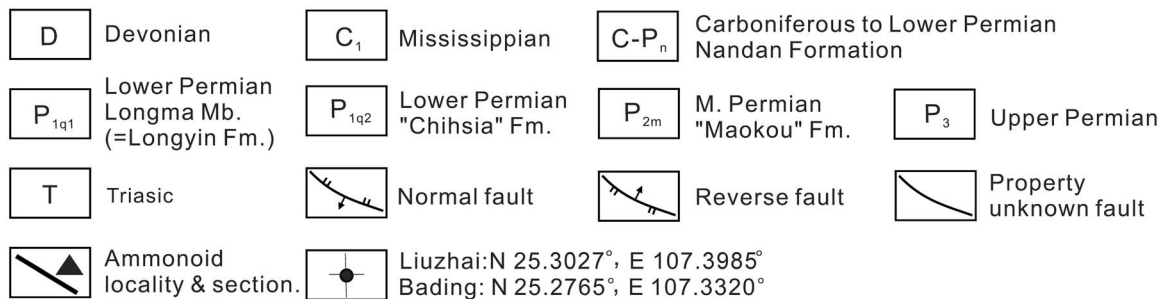 D Devonian
C₁ Mississippian
C-Pₙ Carboniferous to Lower Permian
Nandan Formation
P₁q₁ Lower Permian
Longma Mb.
(=Longyin Fm.)
P₁q₂ Lower Permian
"Chihsia" Fm.
P₂m M. Permian
"Maokou" Fm.
P₃ Upper Permian
T Triasic
Normal fault
Reverse fault
Property
unknown fault
Ammonoid
locality & section.
Liuzhai:N 25.3027°, E 107.3985°
Bading: N 25.2765°, E 107.3320°